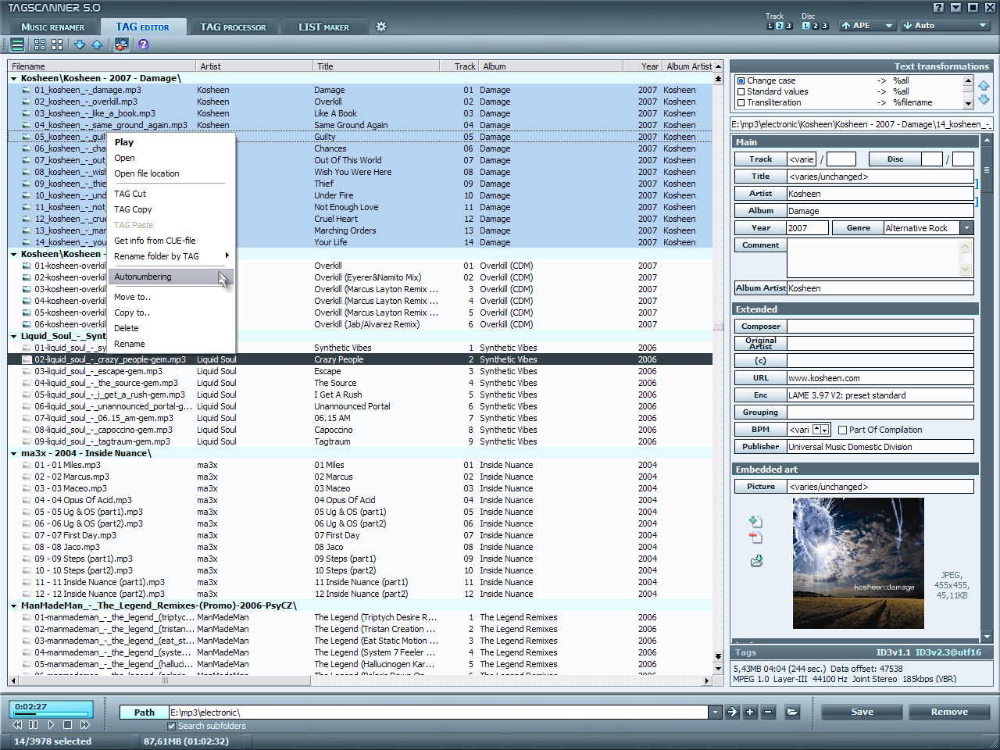 TAGSCANNER 5.0
MUSIC RENAMER TAG EDITOR TAG PROCESSOR LIST MAKER
Track 1 2 3 Disc 1 2 3 APE Auto
Filename Artist Title Track Album Year Album Artist
Kosheen\Kosheen - 2007 - Damage\
01_kosheen_-_damage.mp3 Kosheen Damage 01 Damage 2007 Kosheen
02_-_overkill.mp3 Kosheen Overkill 02 Damage 2007 Kosheen
03_kosheen_-_like_a_book.mp3 Kosheen Like A Book 03 Damage 2007 Kosheen
04_kosheen_-_same_ground_again.mp3 Kosheen Same Ground Again 04 Damage 2007 Kosheen
05_kosheen_-_guilt Guilty 05 Damage 2007 Kosheen
06_kosheen_-_cha Chances 06 Damage 2007 Kosheen
07_kosheen_-_out_ Out Of This World 07 Damage 2007 Kosheen
08_kosheen_-_wish Wish You Were Here 08 Damage 2007 Kosheen
09_kosheen_-_thie Thief 09 Damage 2007 Kosheen
10_kosheen_-_und Under Fire 10 Damage 2007 Kosheen
11_kosheen_-_not_ Not Enough Love 11 Damage 2007 Kosheen
12_kosheen_-_crue Cruel Heart 12 Damage 2007 Kosheen
13_kosheen_-_mar Marching Orders 13 Damage 2007 Kosheen
14_kosheen_-_you Your Life 14 Damage 2007 Kosheen
Kosheen\Kosheen -
01-kosheen-overkill Overkill 01 Overkill (CDM) 2007
02-kosheen-overkill Overkill (Eyerer&Namito Mix) 2 Overkill (CDM) 2007
03-kosheen-overkill Overkill (Marcus Layton Remix ... 3 Overkill (CDM) 2007
04-kosheen-overkill Overkill (Marcus Layton Remix ... 4 Overkill (CDM) 2007
05-kosheen-overkill Overkill (Marcus Layton Remix ... 5 Overkill (CDM) 2007
06-kosheen-overkill Overkill (Jab/Alvarez Remix) 6 Overkill (CDM) 2007
Liquid_Soul_-_Synt
01-liquid_soul_-_sy Synthetic Vibes 1 Synthetic Vibes 2006
02-liquid_soul_-_crazy_people-gem.mp3 Liquid Soul Crazy People 2 Synthetic Vibes 2006
03-liquid_soul_-_escape-gem.mp3 Liquid Soul Escape 3 Synthetic Vibes 2006
04-liquid_soul_-_the_source-gem.mp3 Liquid Soul The Source 4 Synthetic Vibes 2006
05-liquid_soul_-_i_get_a_rush-gem.mp3 Liquid Soul I Get A Rush 5 Synthetic Vibes 2006
06-liquid_soul_-_unannounced_portal-g... Liquid Soul Unannounced Portal 6 Synthetic Vibes 2006
07-liquid_soul_-_06.15_am-gem.mp3 Liquid Soul 06.15 AM 7 Synthetic Vibes 2006
08-liquid_soul_-_capoccino-gem.mp3 Liquid Soul Capoccino 8 Synthetic Vibes 2006
09-liquid_soul_-_tagtraum-gem.mp3 Liquid Soul Tagtraum 9 Synthetic Vibes 2006
ma3x - 2004 - Inside Nuance\
01 - 01 Miles.mp3 ma3x 01 Miles 01 Inside Nuance 2004
02 - 02 Marcus.mp3 ma3x 02 Marcus 02 Inside Nuance 2004
03 - 03 Maceo.mp3 ma3x 03 Maceo 03 Inside Nuance 2004
04 - 04 Opus Of Acid.mp3 ma3x 04 Opus Of Acid 04 Inside Nuance 2004
05 - 05 Ug & OS (part1).mp3 ma3x 05 Ug & OS (part1) 05 Inside Nuance 2004
06 - 06 Ug & OS (part2).mp3 ma3x 06 Ug & OS (part2) 06 Inside Nuance 2004
07 - 07 First Day.mp3 ma3x 07 First Day 07 Inside Nuance 2004
08 - 08 Jaco.mp3 ma3x 08 Jaco 08 Inside Nuance 2004
09 - 09 Steps (part1).mp3 ma3x 09 Steps (part1) 09 Inside Nuance 2004
10 - 10 Steps (part2).mp3 ma3x 10 Steps (part2) 10 Inside Nuance 2004
11 - 11 Inside Nuance (part1).mp3 ma3x 11 Inside Nuance (part1) 11 Inside Nuance 2004
12 - 12 Inside Nuance (part2).mp3 ma3x 12 Inside Nuance (part2) 12 Inside Nuance 2004
ManMadeMan_-_The_Legend_Remixes-(Promo)-2006-PsyCZ\
01-manmademan_-_the_legend_(triptyc... ManMadeMan The Legend (Triptych Desire R... 1 The Legend Remixes 2006
02-manmademan_-_the_legend_(tristan... ManMadeMan The Legend (Tristan Creation ... 2 The Legend Remixes 2006
03-manmademan_-_the_legend_(eat_st... ManMadeMan The Legend (Eat Static Motion ... 3 The Legend Remixes 2006
04-manmademan_-_the_legend_(syste... ManMadeMan The Legend (System 7 Feeler ... 4 The Legend Remixes 2006
05-manmademan_-_the_legend_(halluci... ManMadeMan The Legend (Hallucinogen Kar... 5 The Legend Remixes 2006
Play
Open
Open file location
TAG Cut
TAG Copy
TAG Paste
Get info from CUE-file
Rename folder by TAG
Autonumbering
Move to..
Copy to..
Delete
Rename
Text transformations
Change case -> %all
Standard values -> %all
Transliteration -> %filename
E:\mp3\electronic\Kosheen\Kosheen - 2007 - Damage\14_kosheen_-_
Main
Track <varie / Disc /
Title <varies/unchanged>
Artist Kosheen
Album Damage
Year 2007 Genre Alternative Rock
Comment
Album Artist Kosheen
Extended
Composer
Original Artist
(c)
URL www.kosheen.com
Enc LAME 3.97 V2: preset standard
Grouping
BPM <vari Part Of Compilation
Publisher Universal Music Domestic Division
Embedded art
Picture <varies/unchanged>
kosheen:damage
JPEG,
455x455,
45,11KB
Tags ID3v1.1 ID3v2.3@utf16
5,43MB 04:04 (244 sec.) Data offset: 47538
MPEG 1.0 Layer-III 44100 Hz Joint Stereo 185kbps (VBR)
0:02:27
Path E:\mp3\electronic\
Search subfolders
Save Remove
14/3978 selected 87,61MB (01:02:32)